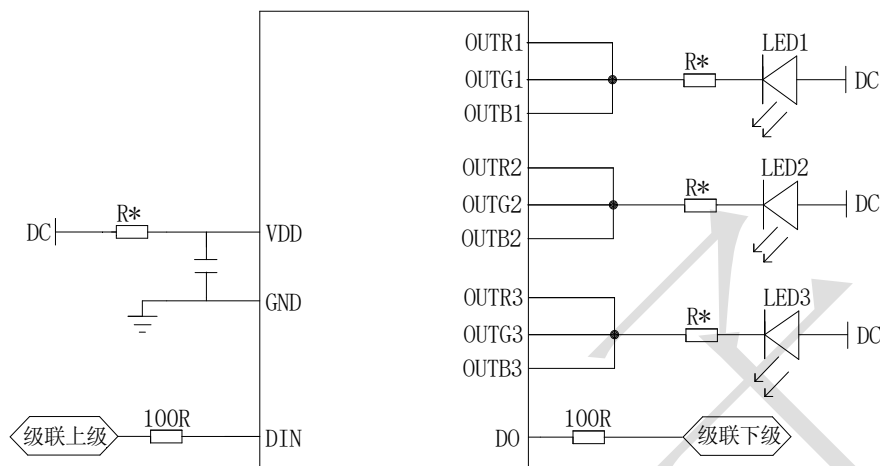 OUTR1
OUTG1
OUTB1
R*
LED1
DC
OUTR2
OUTG2
OUTB2
R*
LED2
DC
DC
R*
VDD
GND
OUTR3
OUTG3
OUTB3
R*
LED3
DC
级联上级
100R
DIN
DO
100R
级联下级